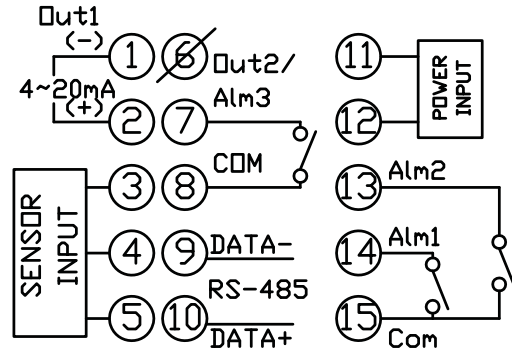 Out1
(-)
4~20mA
(+)
1
2
3
4
5
6
7
8
9
10
Out2/
Alm3
COM
DATA-
RS-485
DATA+
SENSOR
INPUT
11
12
13
14
15
POWER
INPUT
Alm2
Alm1
Com